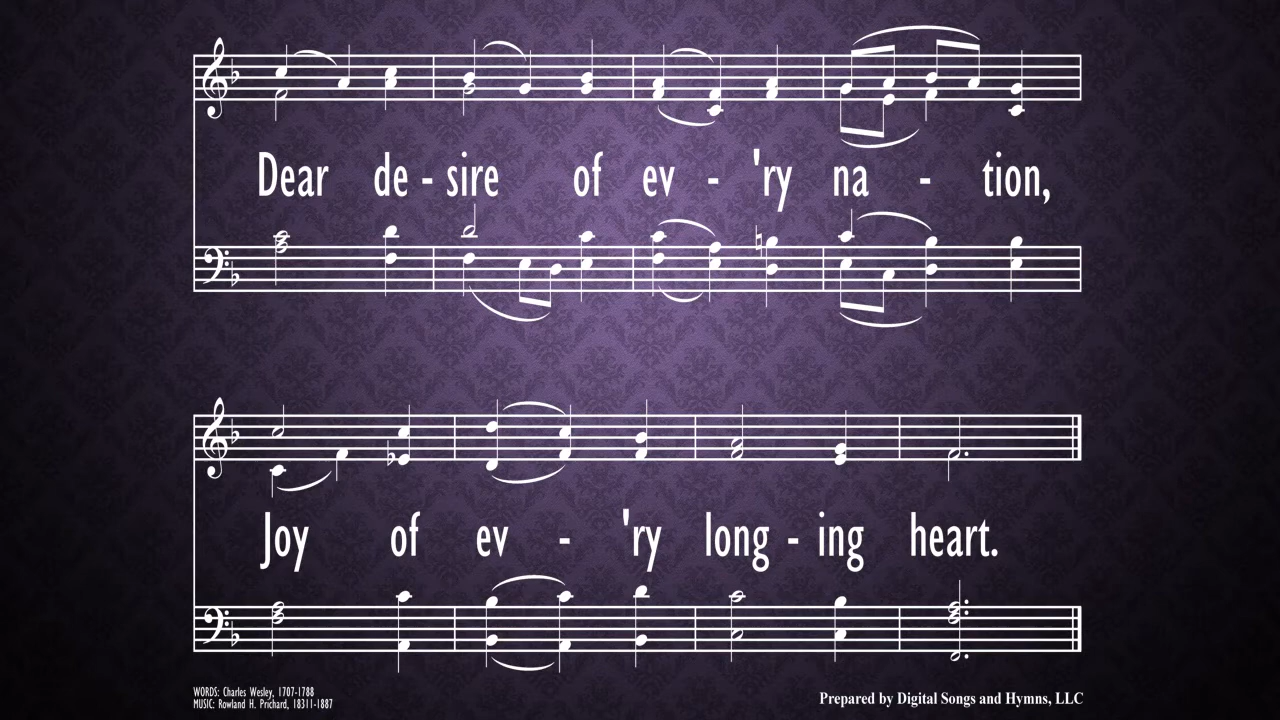 Dear de - sire of ev - 'ry na - tion,
Joy of ev - 'ry long - ing heart.
WORDS: Charles Wesley, 1707-1788
MUSIC: Rowland H. Prichard, 18311-1887
Prepared by Digital Songs and Hymns, LLC